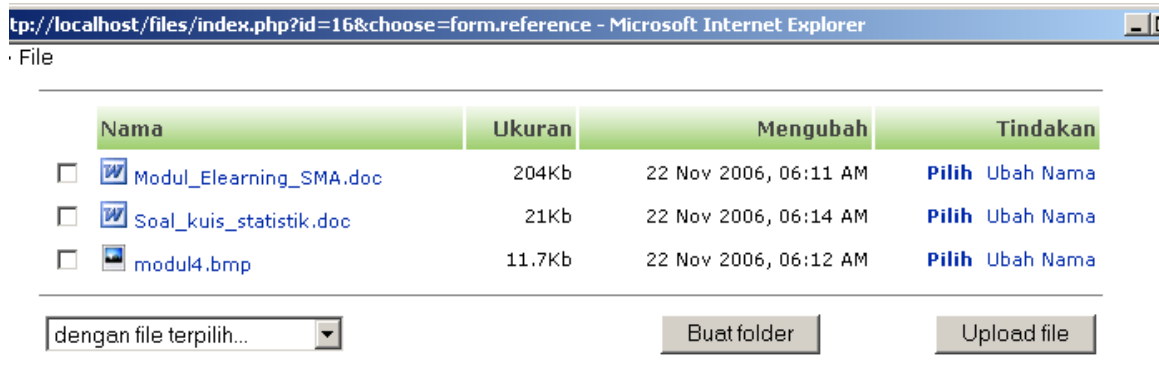 tp://localhost/files/index.php?id=16&choose=form.reference - Microsoft Internet Explorer
File
Nama Ukuran Mengubah Tindakan
Modul_Elearning_SMA.doc 204Kb 22 Nov 2006, 06:11 AM Pilih Ubah Nama
Soal_kuis_statistik.doc 21Kb 22 Nov 2006, 06:14 AM Pilih Ubah Nama
modul4.bmp 11.7Kb 22 Nov 2006, 06:12 AM Pilih Ubah Nama
dengan file terpilih... Buat folder Upload file